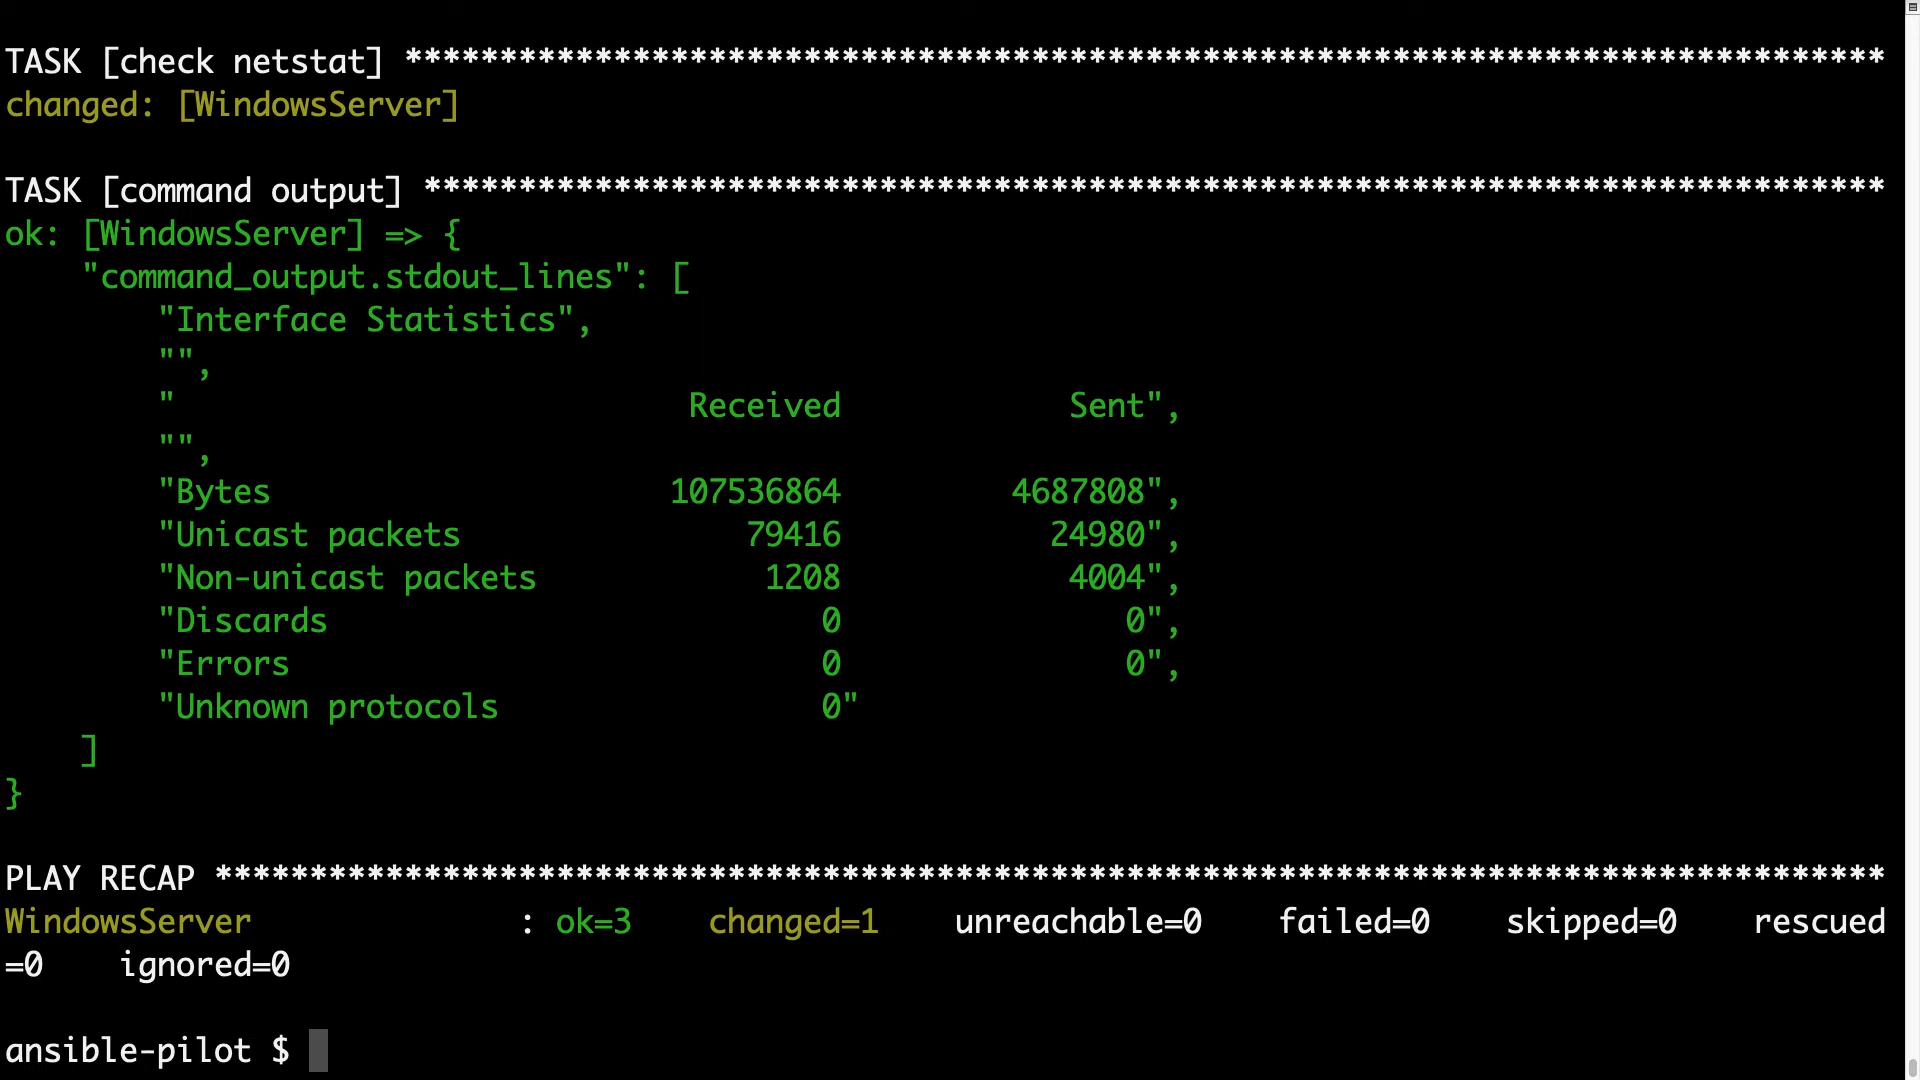 TASK [check netstat] ******************************************************************************
changed: [WindowsServer]
TASK [command output] *****************************************************************************
ok: [WindowsServer] => {
    "command_output.stdout_lines": [
        "Interface Statistics",
        "",
        "                           Received            Sent",
        "",
        "Bytes                     107536864         4687808",
        "Unicast packets               79416           24980",
        "Non-unicast packets            1208            4004",
        "Discards                          0               0",
        "Errors                            0               0",
        "Unknown protocols                 0"
    ]
}
PLAY RECAP ****************************************************************************************
WindowsServer              : ok=3    changed=1    unreachable=0    failed=0    skipped=0    rescued
=0    ignored=0
ansible-pilot $